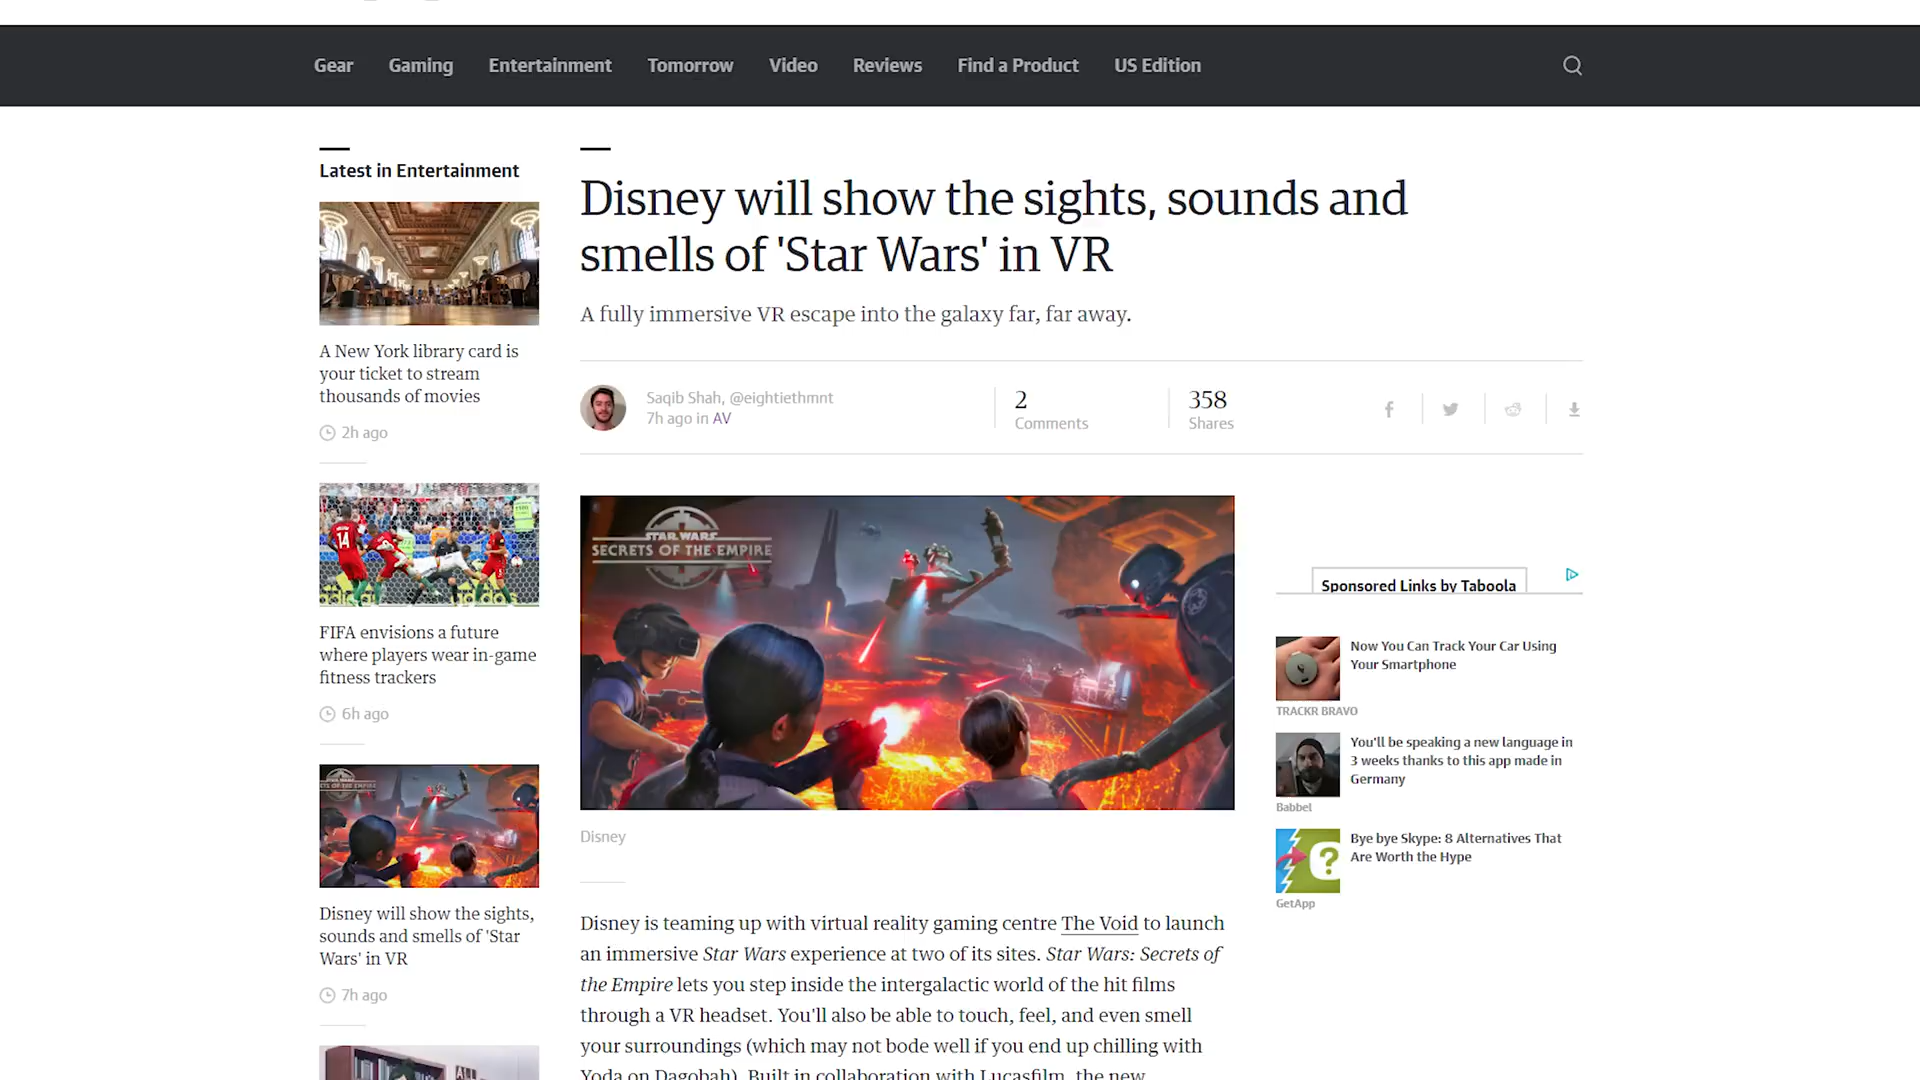 Gear Gaming Entertainment Tomorrow Video Reviews Find a Product US Edition
Latest in Entertainment
A New York library card is
your ticket to stream
thousands of movies
2h ago
FIFA envisions a future
where players wear in-game
fitness trackers
6h ago
Disney will show the sights,
sounds and smells of 'Star
Wars' in VR
7h ago
Disney will show the sights, sounds and
smells of 'Star Wars' in VR
A fully immersive VR escape into the galaxy far, far away.
Saqib Shah, @eightiethmnt
7h ago in AV
2
Comments
358
Shares
STAR WARS
SECRETS OF THE EMPIRE
Disney
Disney is teaming up with virtual reality gaming centre The Void to launch
an immersive Star Wars experience at two of its sites. Star Wars: Secrets of
the Empire lets you step inside the intergalactic world of the hit films
through a VR headset. You'll also be able to touch, feel, and even smell
your surroundings (which may not bode well if you end up chilling with
Yoda on Dagobah). Built in collaboration with Lucasfilm, the new
Sponsored Links by Taboola
Now You Can Track Your Car Using
Your Smartphone
TRACKR BRAVO
You'll be speaking a new language in
3 weeks thanks to this app made in
Germany
Babbel
Bye bye Skype: 8 Alternatives That
Are Worth the Hype
GetApp